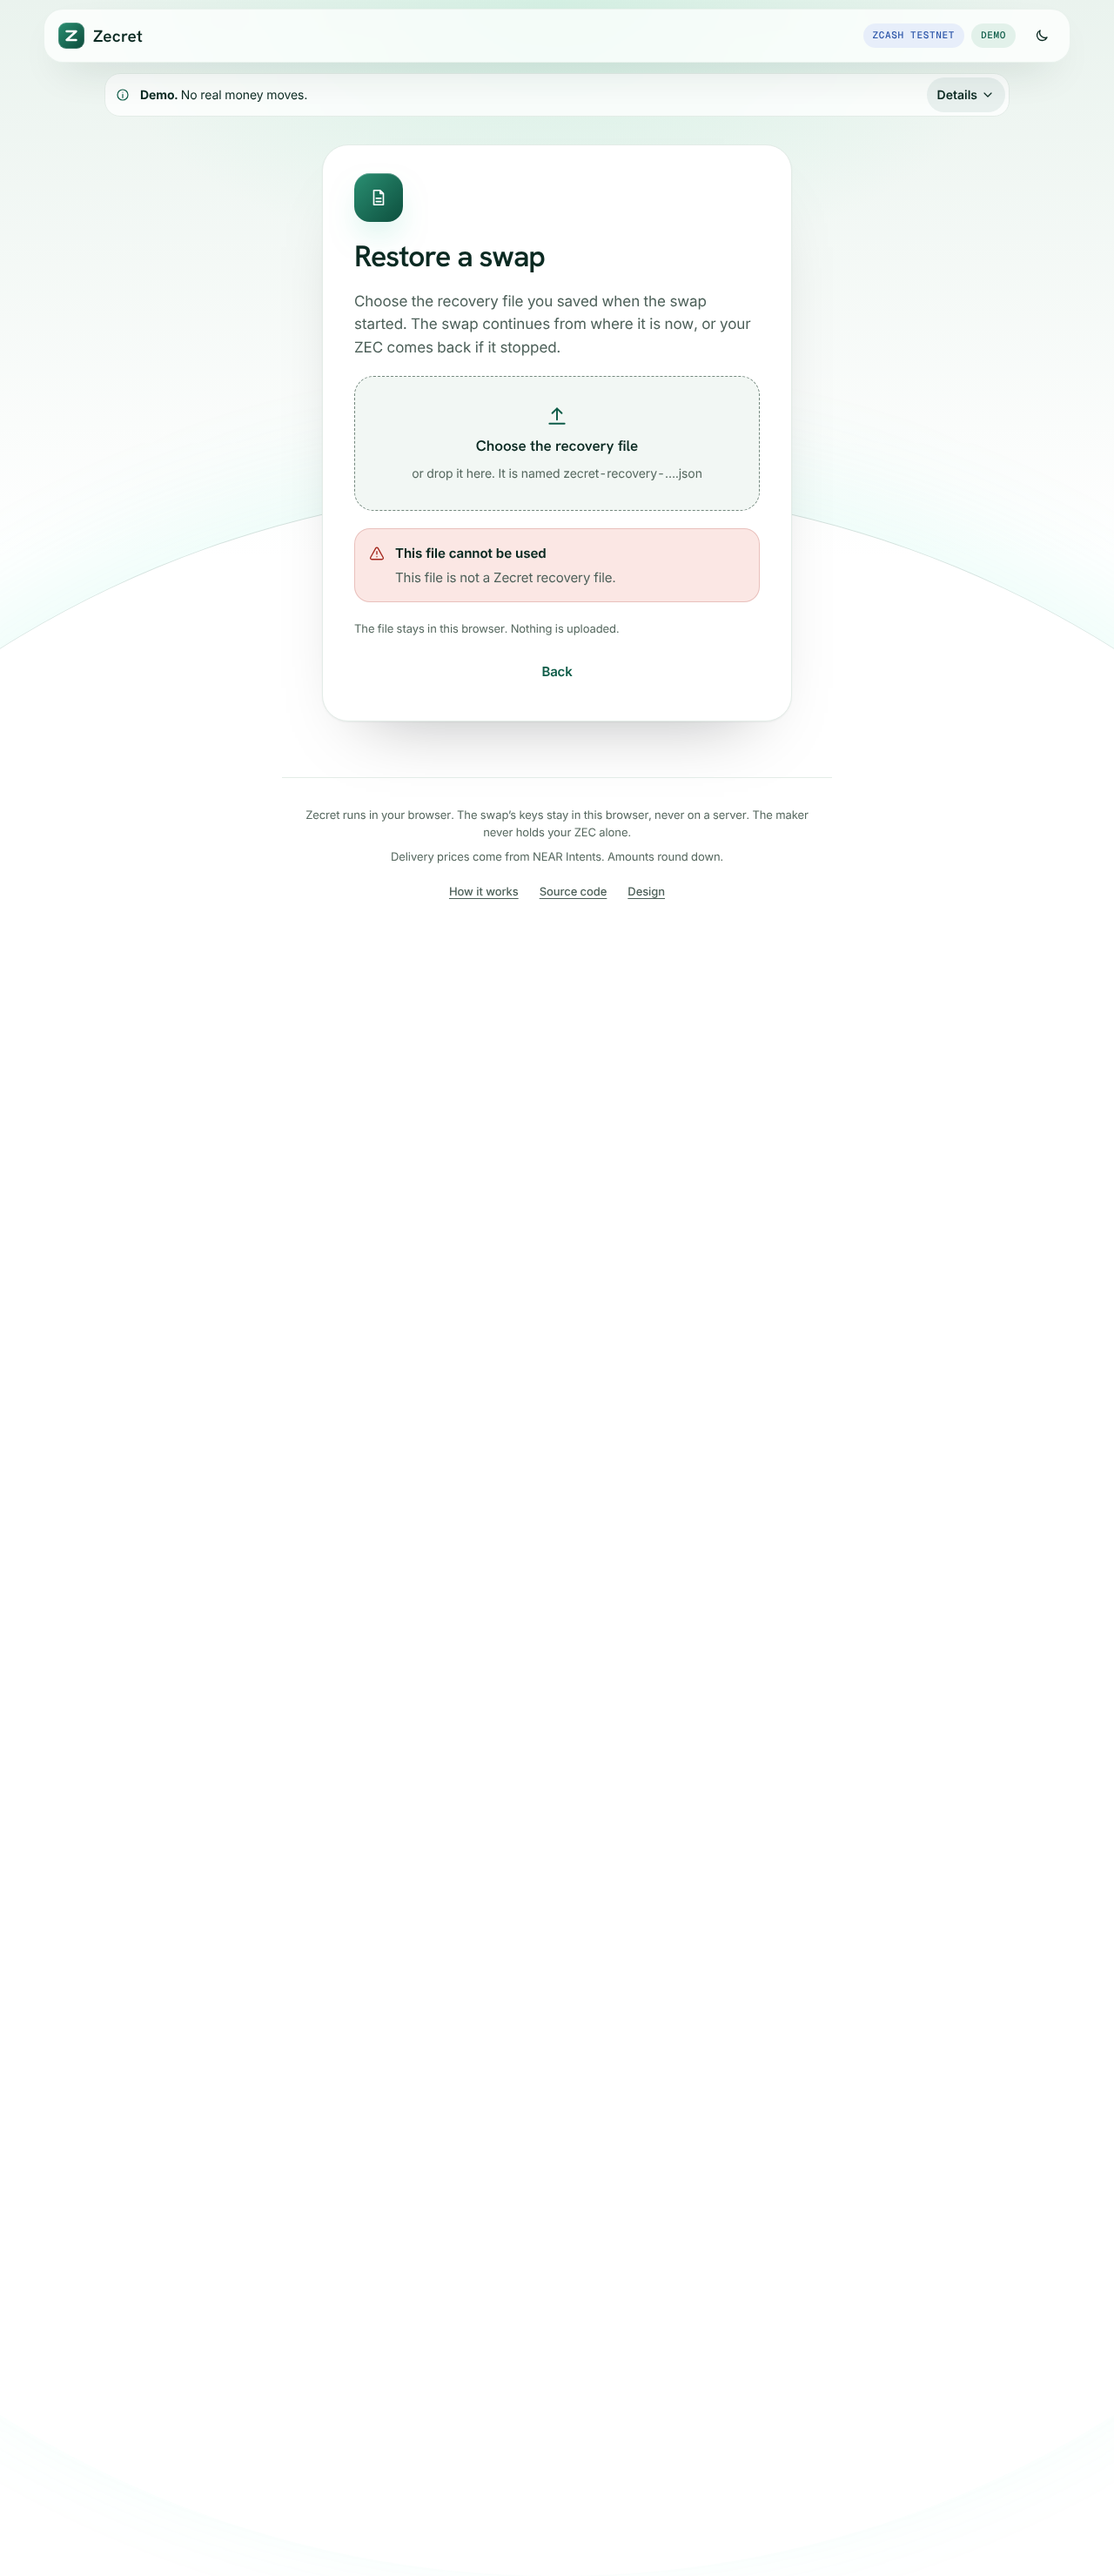 Zecret
ZCASH TESTNET
DEMO
Demo. No real money moves.
Details
Restore a swap
Choose the recovery file you saved when the swap
started. The swap continues from where it is now, or your
ZEC comes back if it stopped.
Choose the recovery file
or drop it here. It is named zecret-recovery-….json
This file cannot be used
This file is not a Zecret recovery file.
The file stays in this browser. Nothing is uploaded.
Back
Zecret runs in your browser. The swap’s keys stay in this browser, never on a server. The maker
never holds your ZEC alone.
Delivery prices come from NEAR Intents. Amounts round down.
How it works
Source code
Design